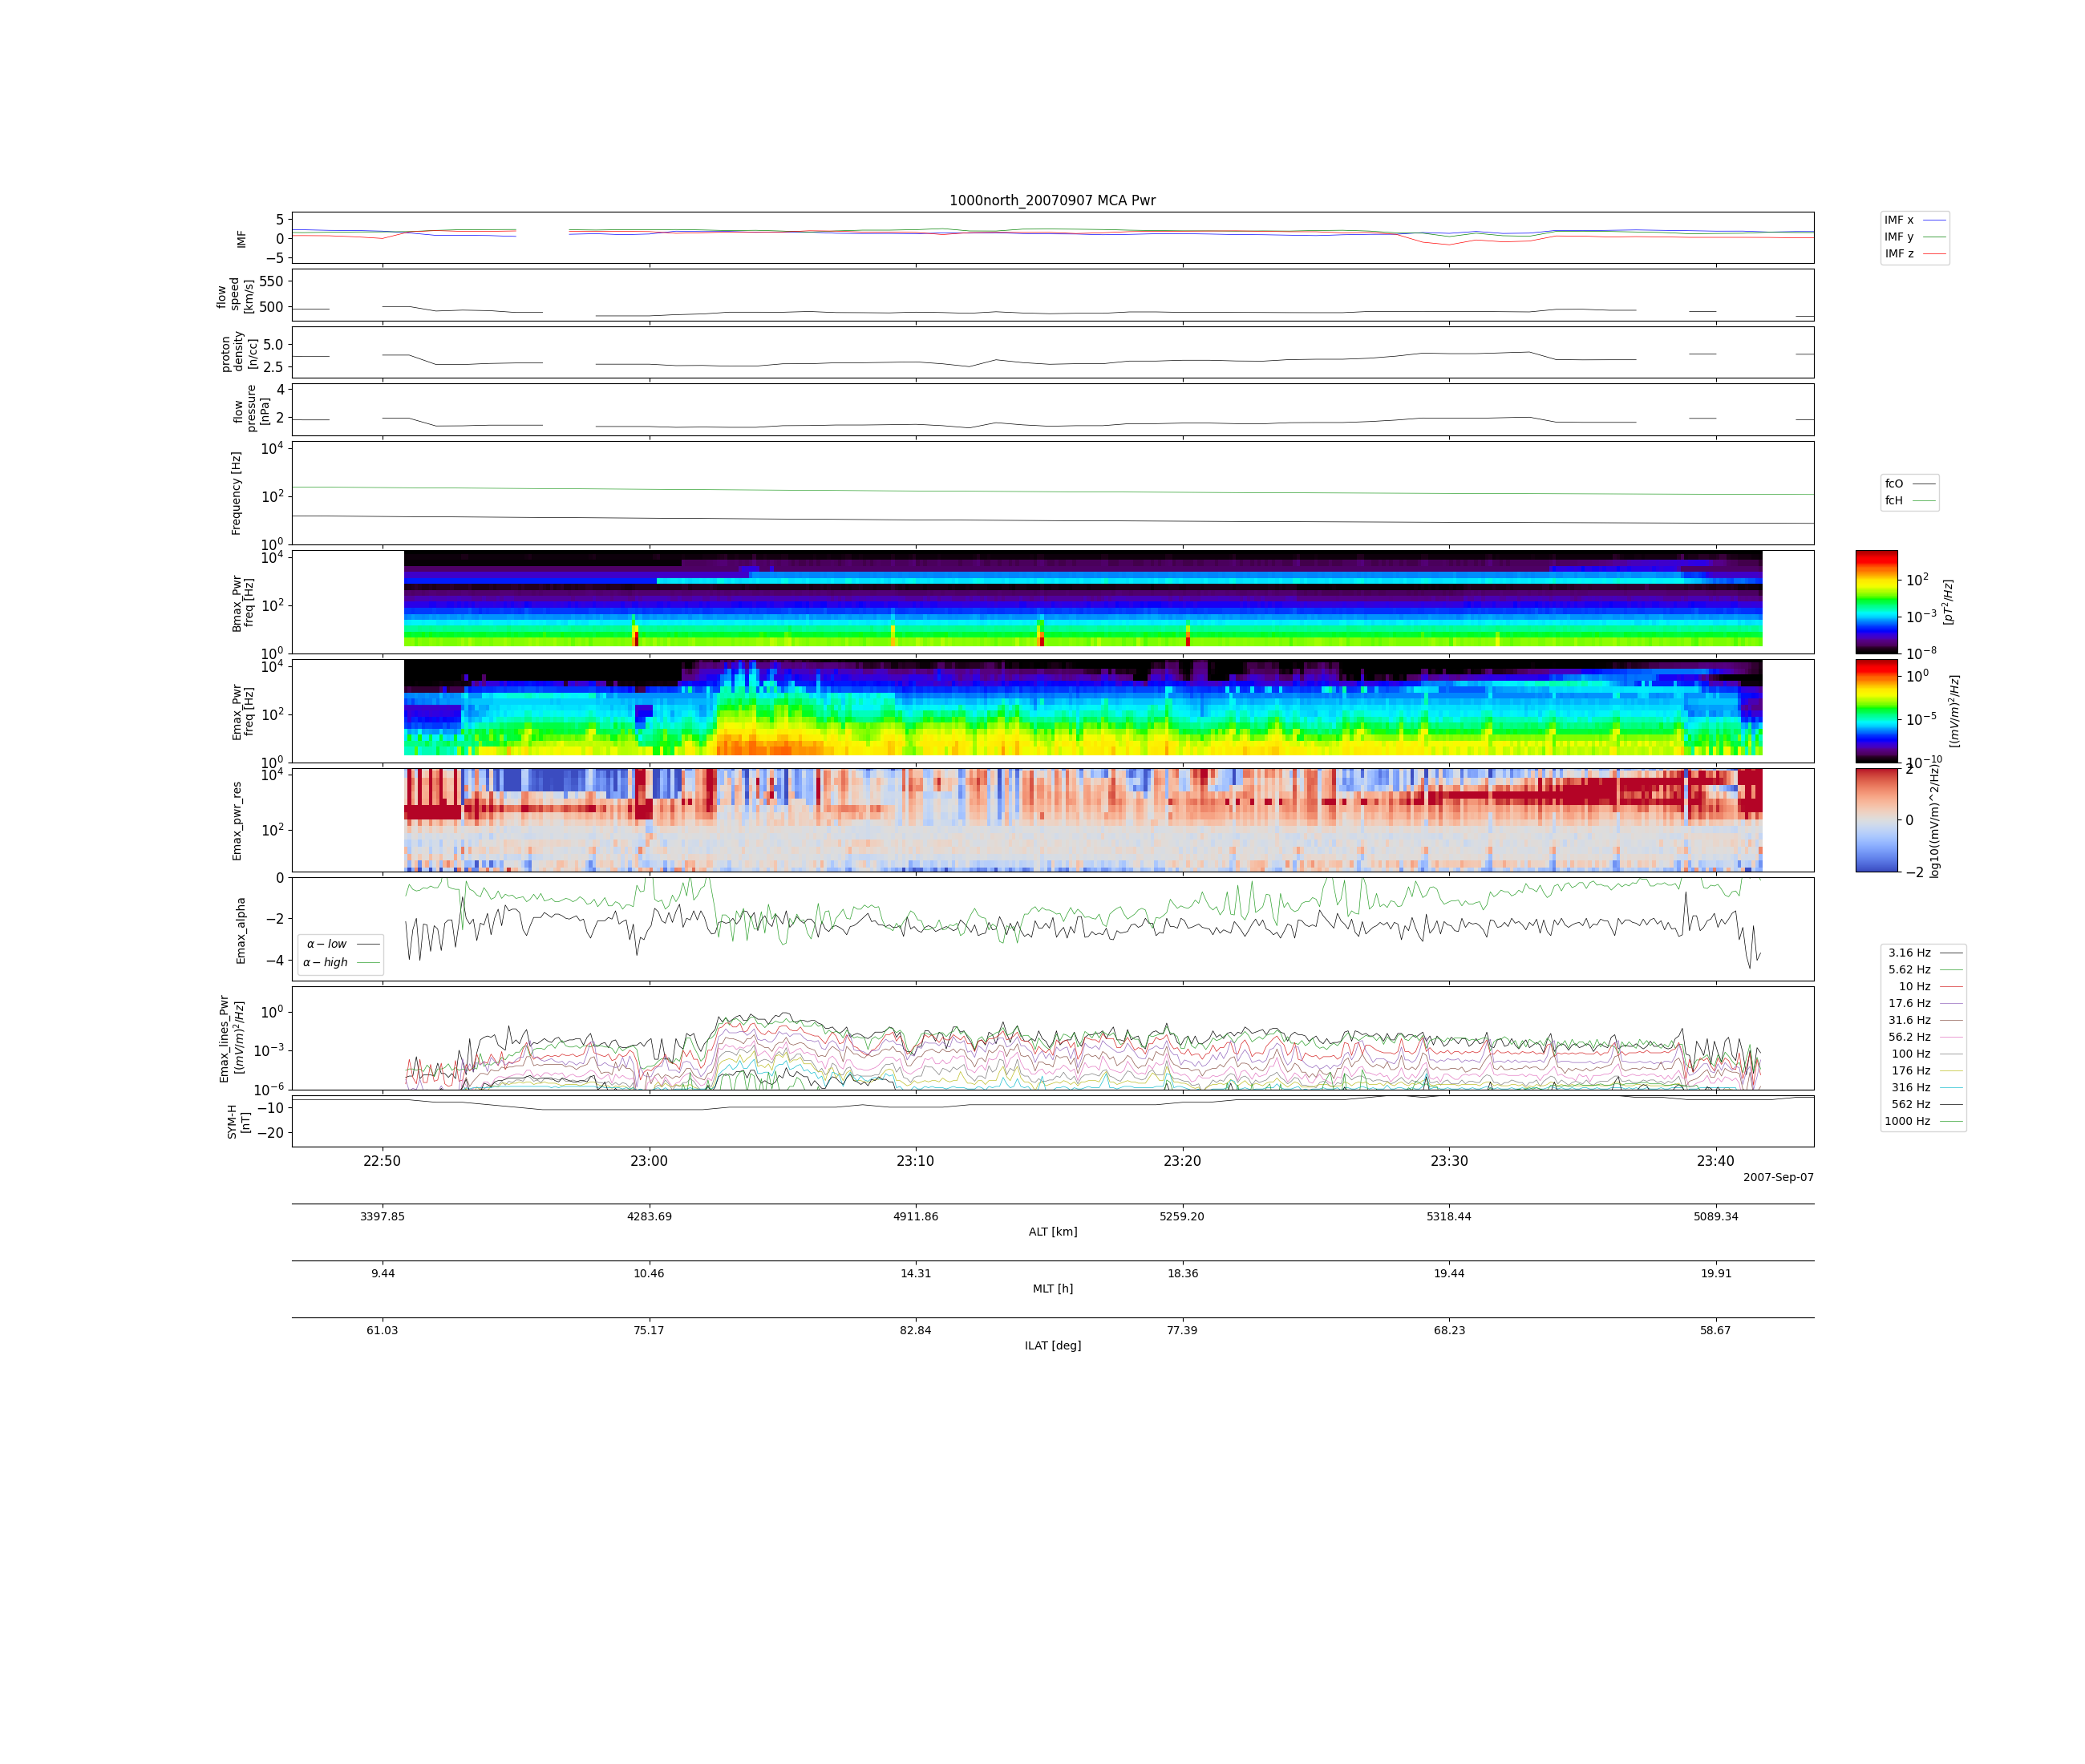 1000north_20070907 MCA Pwr
IMF
5
0
−5
IMF x
IMF y
IMF z
flow
speed
[km/s]
550
500
proton
density
[n/cc]
5.0
2.5
flow
pressure
[nPa]
4
2
Frequency [Hz]
10^4
10^2
10^0
fcO
fcH
Bmax_Pwr
freq [Hz]
10^4
10^2
10^0
10^2
10^−3
10^−8
[pT^2/Hz]
Emax_Pwr
freq [Hz]
10^4
10^2
10^0
10^0
10^−5
10^−10
[(mV/m)^2/Hz]
Emax_pwr_res
10^4
10^2
2
0
−2
log10((mV/m)^2/Hz)
Emax_alpha
0
−2
−4
α − low
α − high
Emax_lines_Pwr
[(mV/m)^2/Hz]
10^0
10^−3
10^−6
3.16 Hz
5.62 Hz
10 Hz
17.6 Hz
31.6 Hz
56.2 Hz
100 Hz
176 Hz
316 Hz
562 Hz
1000 Hz
SYM-H
[nT]
−10
−20
22:50 23:00 23:10 23:20 23:30 23:40
2007-Sep-07
3397.85 4283.69 4911.86 5259.20 5318.44 5089.34
ALT [km]
9.44 10.46 14.31 18.36 19.44 19.91
MLT [h]
61.03 75.17 82.84 77.39 68.23 58.67
ILAT [deg]